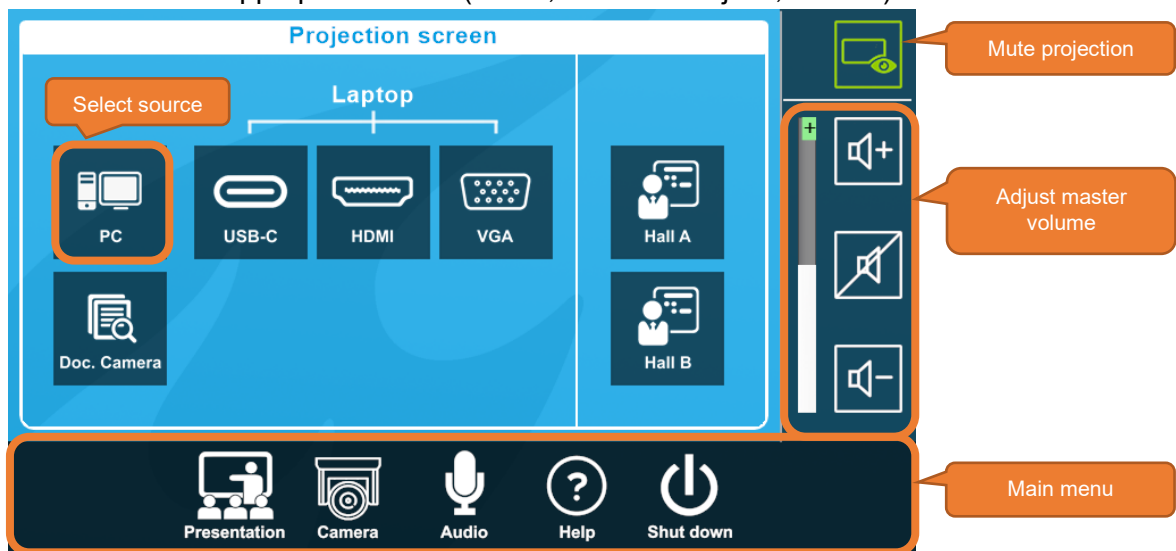 Projection screen
Mute projection
Select source
Laptop
+
+
PC
USB-C
HDMI
VGA
Hall A
Adjust master
volume
Doc. Camera
Hall B
-
Presentation
Camera
Audio
?
Help
Shut down
Main menu